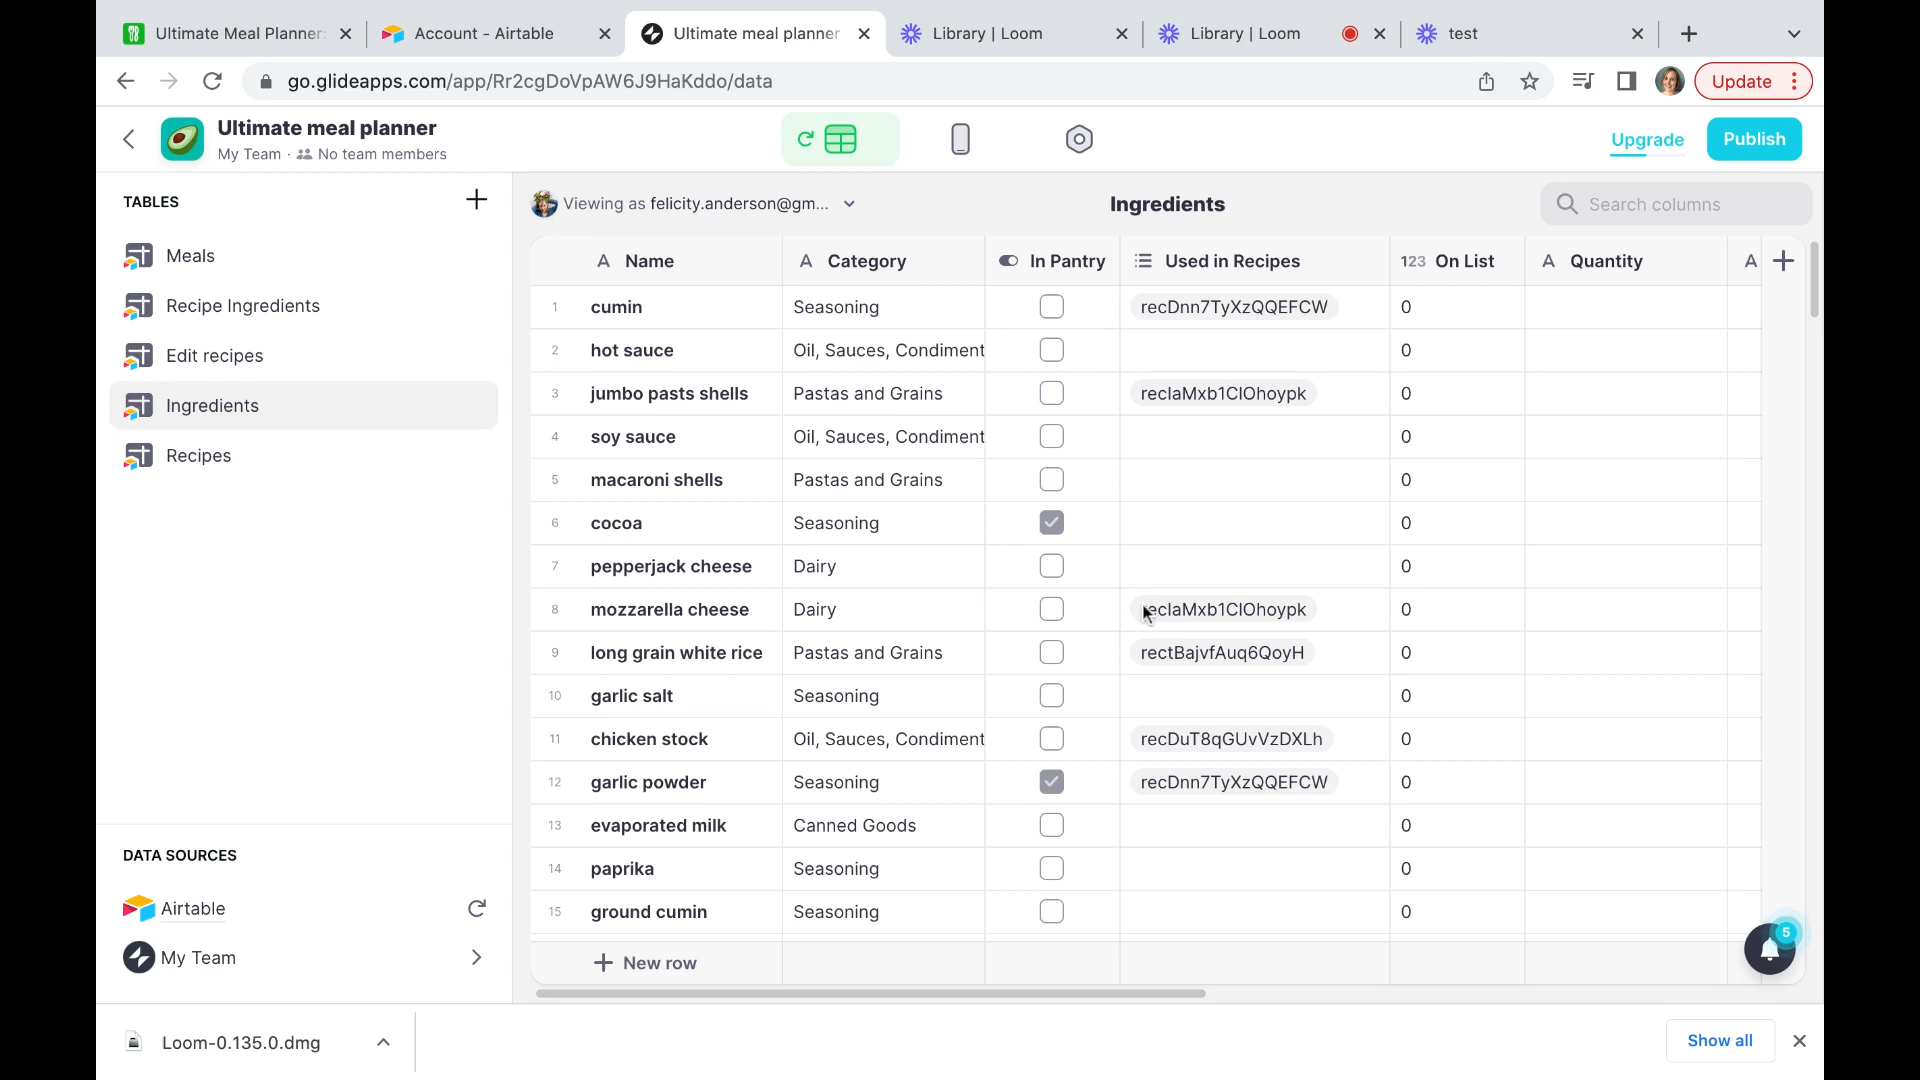 Ultimate Meal Planner:
Account - Airtable
Ultimate meal planner
Library | Loom
Library | Loom
test
go.glideapps.com/app/Rr2cgDoVpAW6J9HaKddo/data
Update
Ultimate meal planner
My Team · No team members
Upgrade
Publish
TABLES
Meals
Recipe Ingredients
Edit recipes
Ingredients
Recipes
DATA SOURCES
Airtable
My Team
Viewing as felicity.anderson@gm...
Ingredients
Search columns
A Name A Category In Pantry Used in Recipes 123 On List A Quantity A
1 cumin Seasoning recDnn7TyXzQQEFCW 0
2 hot sauce Oil, Sauces, Condiment 0
3 jumbo pasts shells Pastas and Grains recIaMxb1ClOhoypk 0
4 soy sauce Oil, Sauces, Condiment 0
5 macaroni shells Pastas and Grains 0
6 cocoa Seasoning 0
7 pepperjack cheese Dairy 0
8 mozzarella cheese Dairy recIaMxb1ClOhoypk 0
9 long grain white rice Pastas and Grains rectBajvfAuq6QoyH 0
10 garlic salt Seasoning 0
11 chicken stock Oil, Sauces, Condiment recDuT8qGUvVzDXLh 0
12 garlic powder Seasoning recDnn7TyXzQQEFCW 0
13 evaporated milk Canned Goods 0
14 paprika Seasoning 0
15 ground cumin Seasoning 0
New row
5
Loom-0.135.0.dmg
Show all